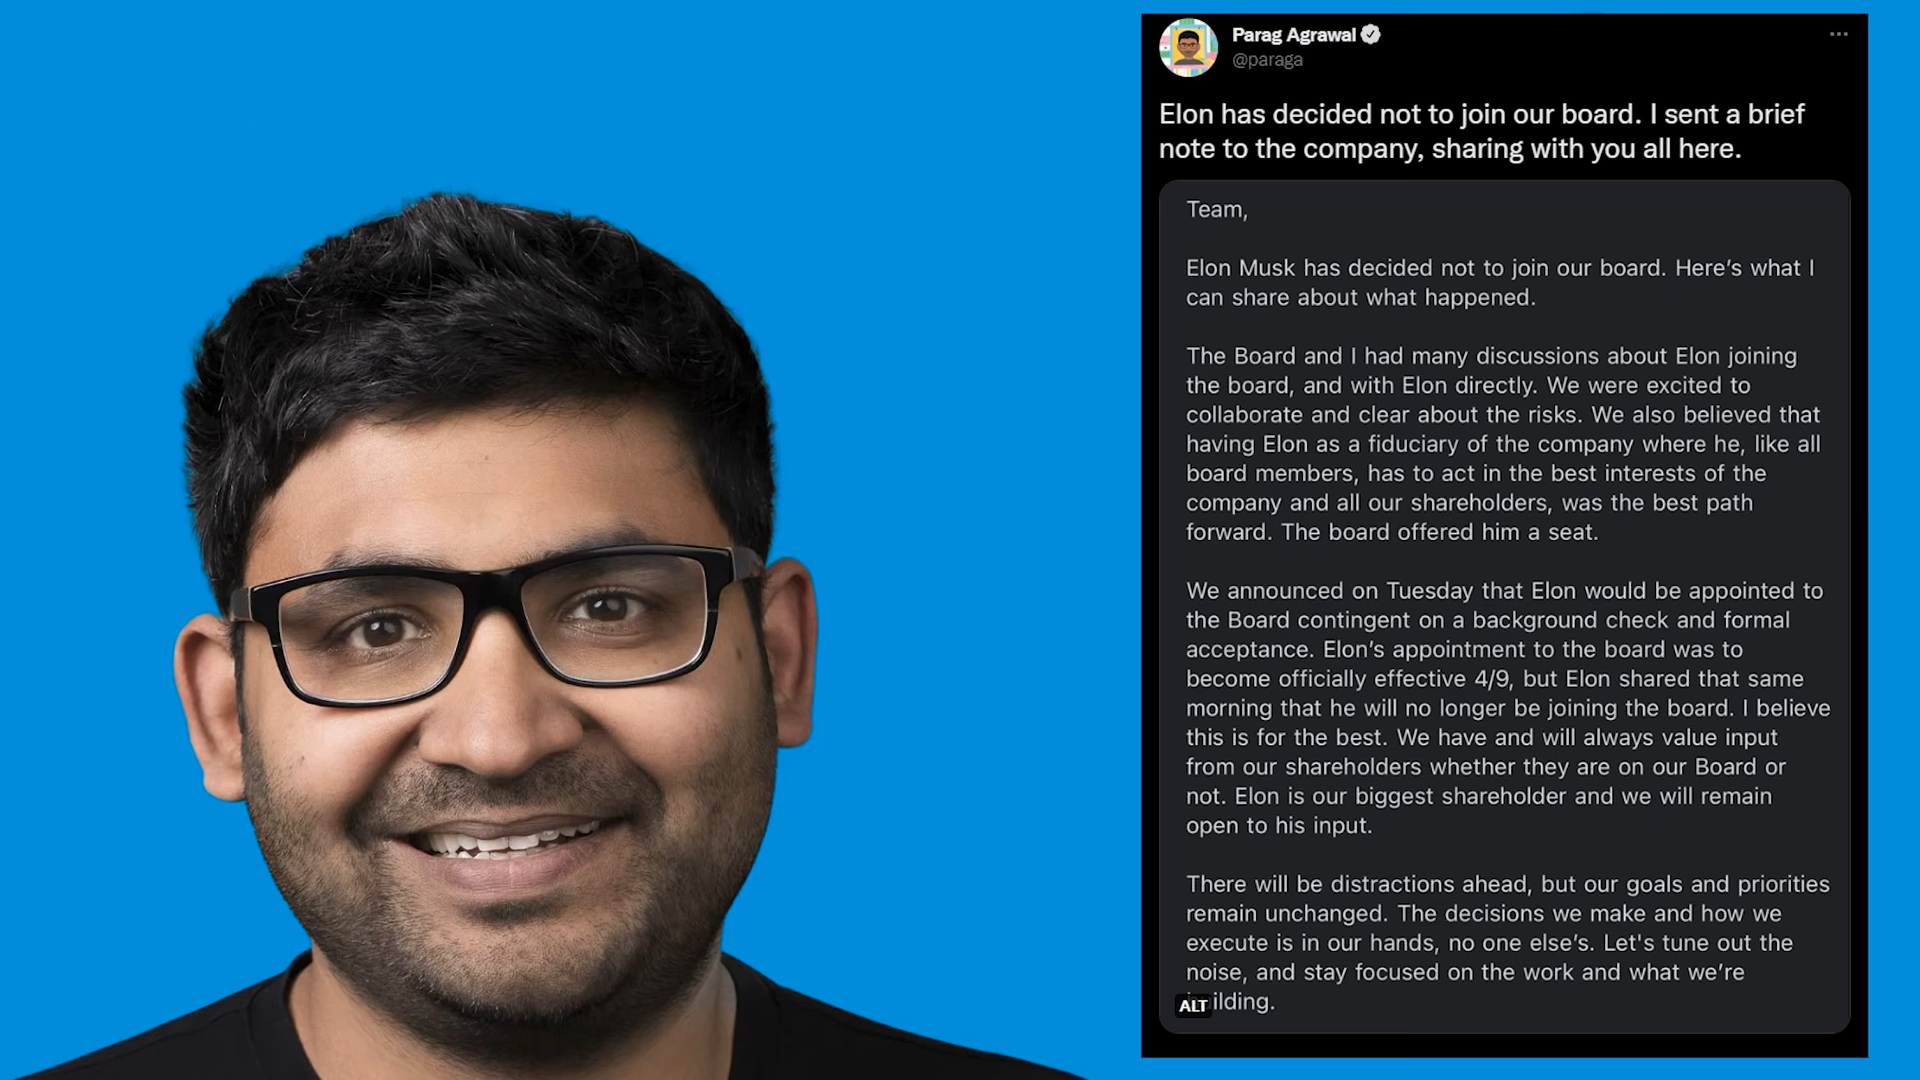 Parag Agrawal
@paraga
Elon has decided not to join our board. I sent a brief
note to the company, sharing with you all here.
Team,
Elon Musk has decided not to join our board. Here's what I
can share about what happened.
The Board and I had many discussions about Elon joining
the board, and with Elon directly. We were excited to
collaborate and clear about the risks. We also believed that
having Elon as a fiduciary of the company where he, like all
board members, has to act in the best interests of the
company and all our shareholders, was the best path
forward. The board offered him a seat.
We announced on Tuesday that Elon would be appointed to
the Board contingent on a background check and formal
acceptance. Elon’s appointment to the board was to
become officially effective 4/9, but Elon shared that same
morning that he will no longer be joining the board. I believe
this is for the best. We have and will always value input
from our shareholders whether they are on our Board or
not. Elon is our biggest shareholder and we will remain
open to his input.
There will be distractions ahead, but our goals and priorities
remain unchanged. The decisions we make and how we
execute is in our hands, no one else’s. Let's tune out the
noise, and stay focused on the work and what we’re
ALT ilding.